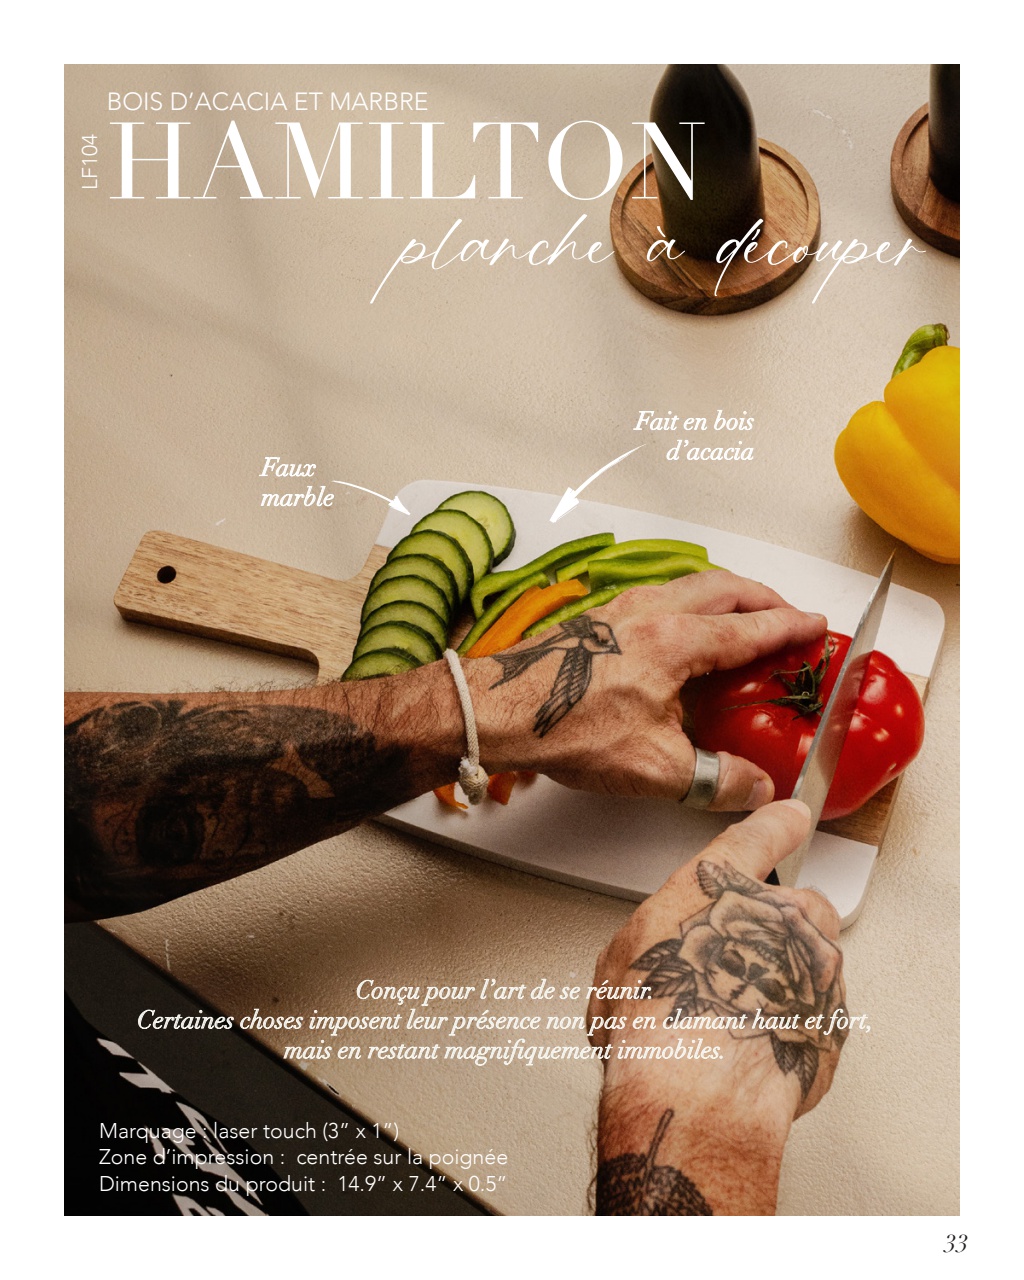 BOIS D’ACACIA ET MARBRE
LF104
HAMILTON
planche à découper
Fait en bois
d’acacia
Faux
marble
Conçu pour l’art de se réunir.
Certaines choses imposent leur présence non pas en clamant haut et fort,
mais en restant magnifiquement immobiles.
Marquage : laser touch (3” x 1”)
Zone d’impression :  centrée sur la poignée
Dimensions du produit :  14.9” x 7.4” x 0.5”
33